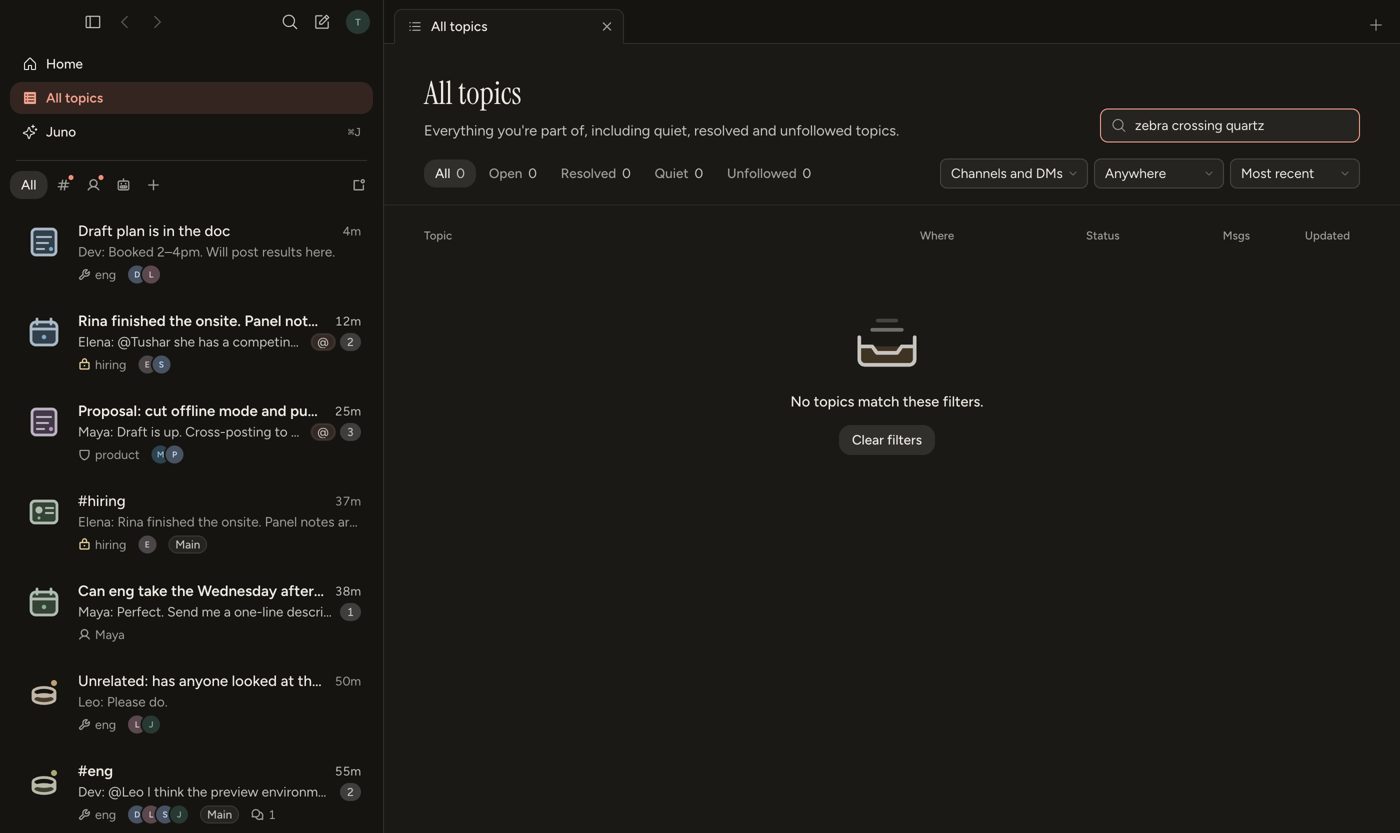 T
Home
All topics
Juno ⌘J
All
Draft plan is in the doc 4m
Dev: Booked 2–4pm. Will post results here.
eng D L
Rina finished the onsite. Panel not... 12m
Elena: @Tushar she has a competin... @ 2
hiring E S
Proposal: cut offline mode and pu... 25m
Maya: Draft is up. Cross-posting to ... @ 3
product M P
#hiring 37m
Elena: Rina finished the onsite. Panel notes ar...
hiring E Main
Can eng take the Wednesday after... 38m
Maya: Perfect. Send me a one-line descri... 1
Maya
Unrelated: has anyone looked at th... 50m
Leo: Please do.
eng L J
#eng 55m
Dev: @Leo I think the preview environm... 2
eng D L S J Main 1
All topics
All topics
Everything you're part of, including quiet, resolved and unfollowed topics.
zebra crossing quartz
All 0 Open 0 Resolved 0 Quiet 0 Unfollowed 0 Channels and DMs Anywhere Most recent
Topic Where Status Msgs Updated
No topics match these filters.
Clear filters